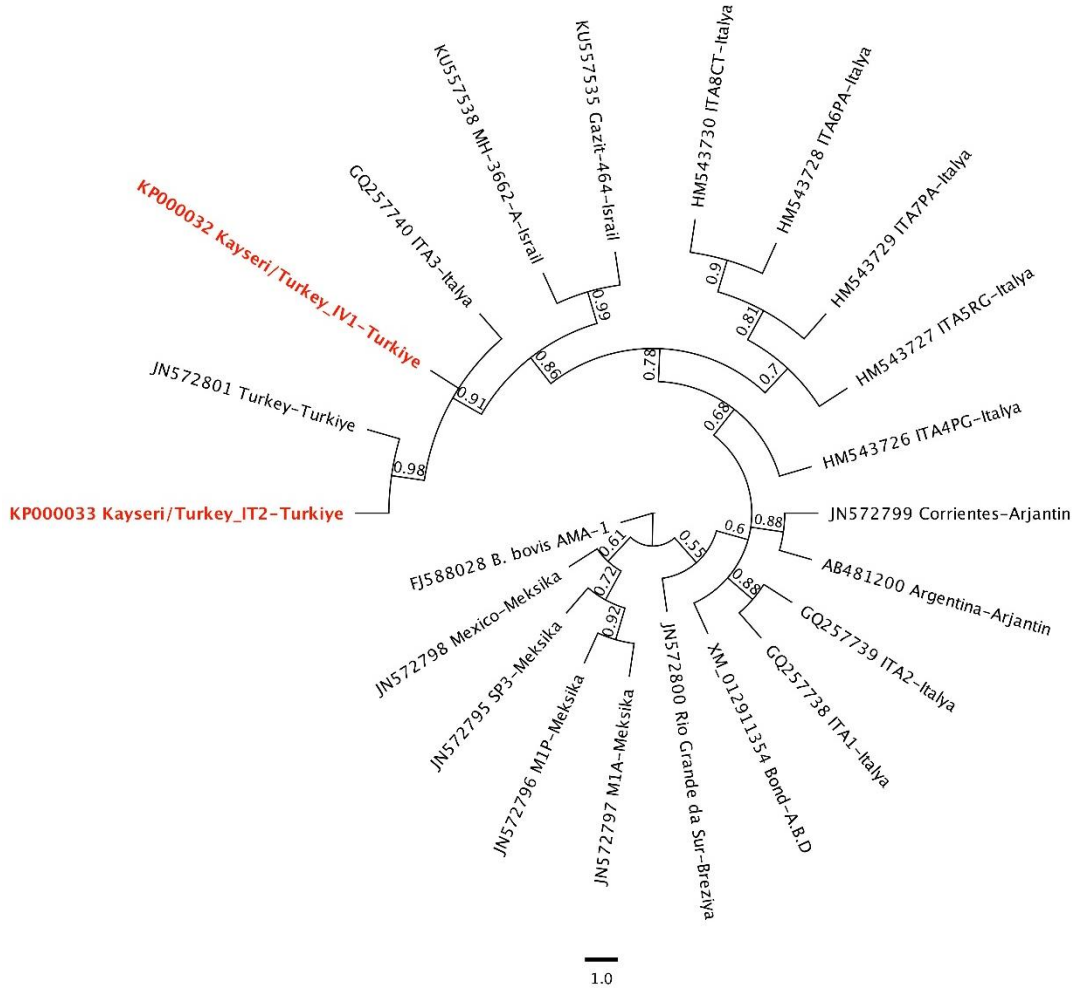 KU557535 Gazit-464-Israil
HM543730 ITA8CT-Italya
KU557538 MH-3662-A-Israil
HM543728 ITA6PA-Italya
GQ257740 ITA3-Italya
HM543729 ITA7PA-Italya
KP000032 Kayseri/Turkey_IV1-Turkiye
HM543727 ITA5RG-Italya
JN572801 Turkey-Turkiye
HM543726 ITA4PG-Italya
KP000033 Kayseri/Turkey_IT2-Turkiye
JN572799 Corrientes-Arjantin
FJ588028 B. bovis AMA-1
AB481200 Argentina-Arjantin
JN572798 Mexico-Meksika
GQ257739 ITA2-Italya
JN572795 SP3-Meksika
GQ257738 ITA1-Italya
JN572796 M1P-Meksika
XM_012911354 Bond-A.B.D
JN572797 M1A-Meksika
JN572800 Rio Grande da Sur-Breziya
0.9
0.99
0.81
0.86
0.78
0.7
0.91
0.68
0.98
0.88
0.6
0.61
0.55
0.72
0.88
0.92
1.0